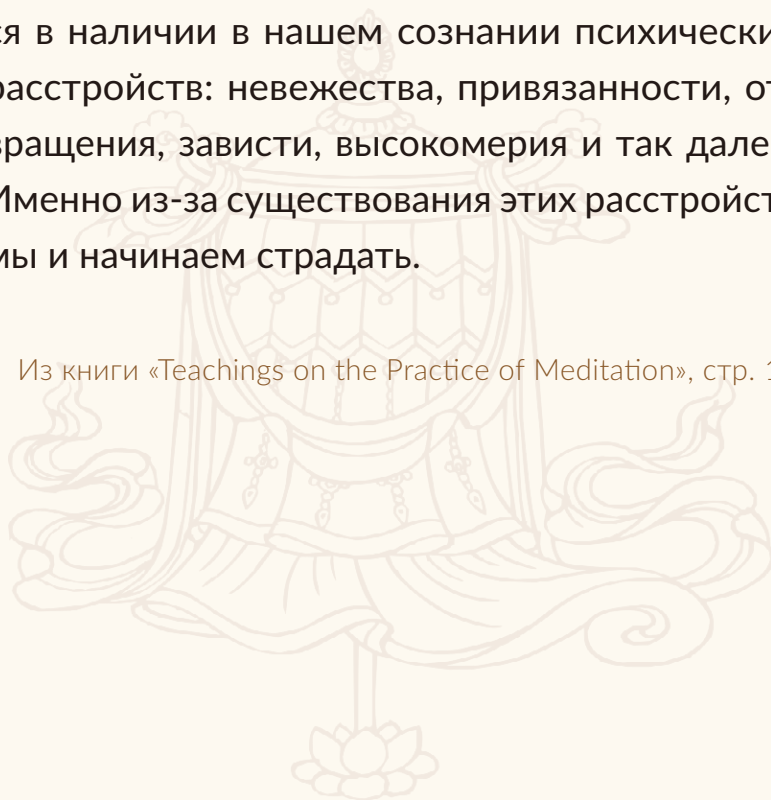 ся в наличии в нашем сознании психически
расстройств: невежества, привязанности, от
вращения, зависти, высокомерия и так дале
Именно из-за существования этих расстройст
мы и начинаем страдать.
Из книги «Teachings on the Practice of Meditation», стр. 1